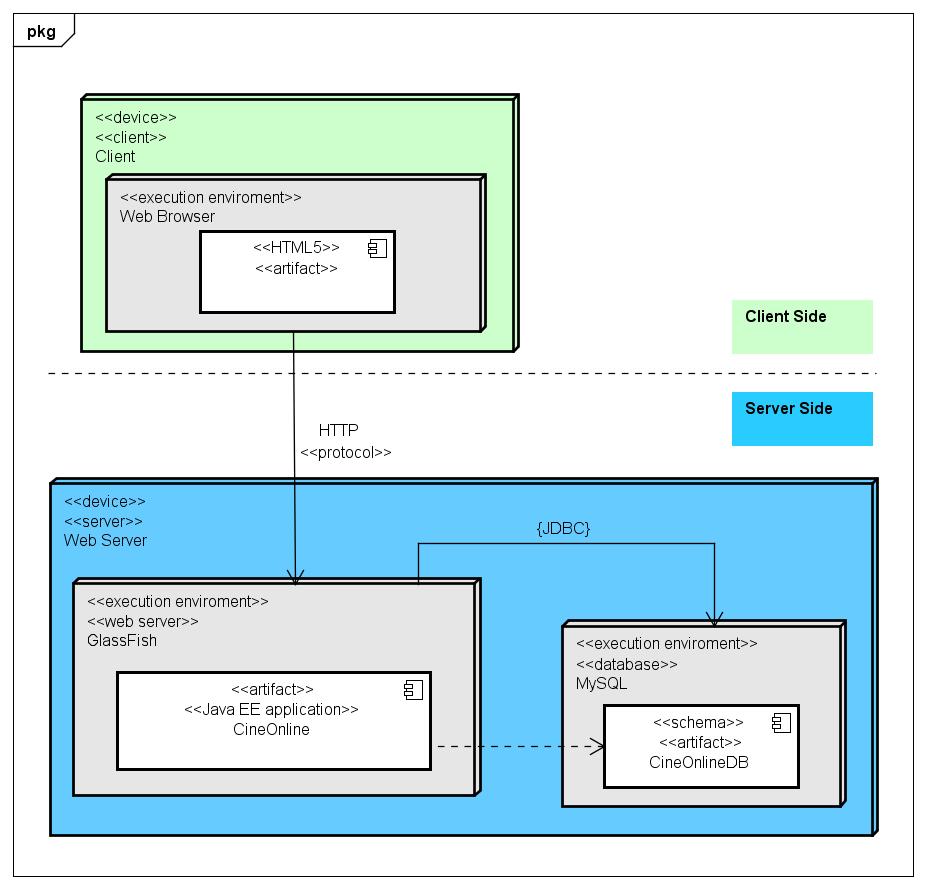 pkg
<<device>>
<<client>>
Client
<<execution enviroment>>
Web Browser
<<HTML5>>
<<artifact>>
Client Side
Server Side
HTTP
<<protocol>>
<<device>>
<<server>>
Web Server
{JDBC}
<<execution enviroment>>
<<web server>>
GlassFish
<<artifact>>
<<Java EE application>>
CineOnline
<<execution enviroment>>
<<database>>
MySQL
<<schema>>
<<artifact>>
CineOnlineDB